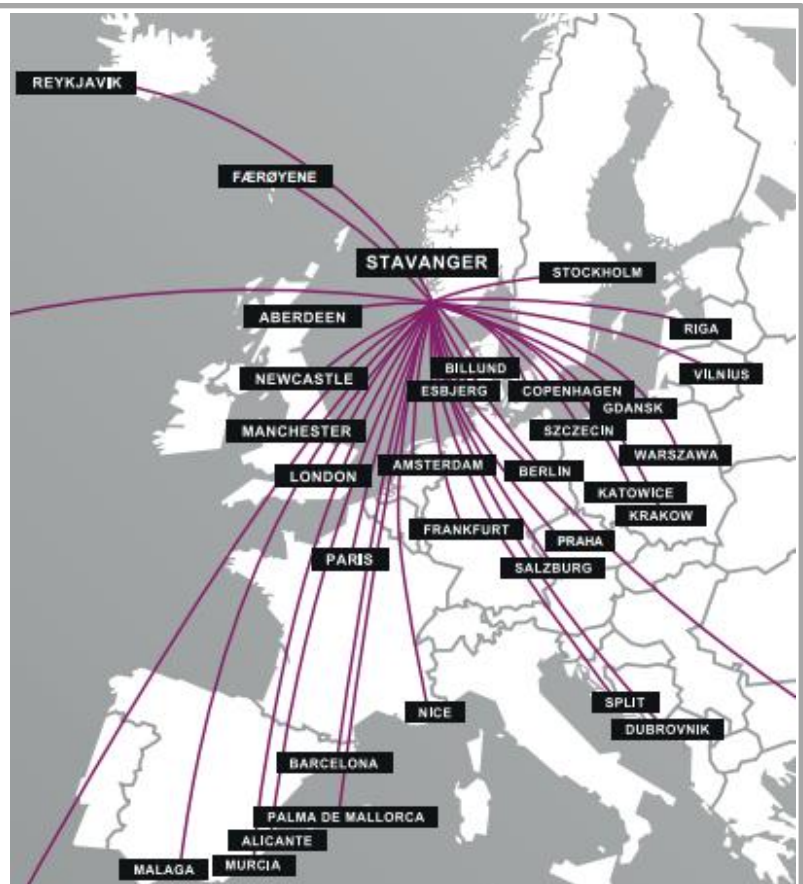 REYKJAVIK
FÆRØYENE
STAVANGER
STOCKHOLM
ABERDEEN
RIGA
BILLUND
VILNIUS
NEWCASTLE
ESBJERG
COPENHAGEN
GDANSK
MANCHESTER
SZCZECIN
WARSZAWA
AMSTERDAM
BERLIN
LONDON
KATOWICE
KRAKOW
FRANKFURT
PRAHA
PARIS
SALZBURG
SPLIT
NICE
DUBROVNIK
BARCELONA
PALMA DE MALLORCA
ALICANTE
MURCIA
MALAGA